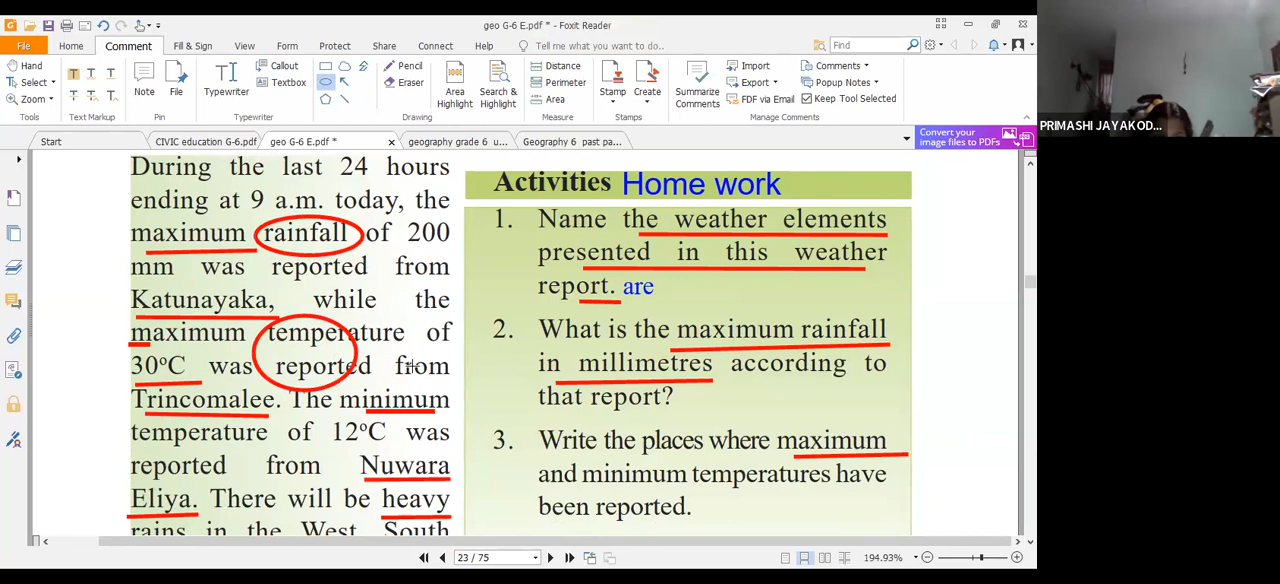 geo G-6 E.pdf * - Foxit Reader
File Home Comment Fill & Sign View Form Protect Share Connect Help Tell me what you want to do.. Find
Hand
Select
Zoom
Tools
T T T
T T T
Text Markup
Note
File
Pin
Typewriter
Callout
Textbox
Typewriter
Pencil
Eraser
Drawing
Area
Highlight
Search &
Highlight
Distance
Perimeter
Area
Measure
Stamp
Create
Stamps
Summarize
Comments
Import
Export
FDF via Email
Comments
Popup Notes
Keep Tool Selected
Manage Comments
Start
CIVIC education G-6.pdf
geo G-6 E.pdf *
geography grade 6 u...
Geography 6 past pa...
Convert your
image files to PDFs
PRIMASHI JAYAKOD...
During the last 24 hours
ending at 9 a.m. today, the
maximum rainfall of 200
mm was reported from
Katunayaka, while the
maximum temperature of
30°C was reported from
Trincomalee. The minimum
temperature of 12°C was
reported from Nuwara
Eliya. There will be heavy
rains in the West, South
Activities Home work
1. Name the weather elements
presented in this weather
report. are
2. What is the maximum rainfall
in millimetres according to
that report?
3. Write the places where maximum
and minimum temperatures have
been reported.
23 / 75
194.93%